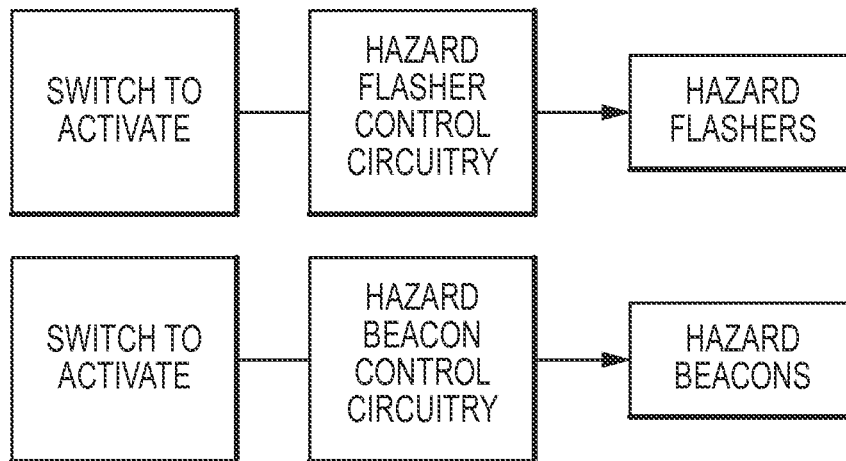 SWITCH TO
ACTIVATE
HAZARD
FLASHER
CONTROL
CIRCUITRY
HAZARD
FLASHERS
SWITCH TO
ACTIVATE
HAZARD
BEACON
CONTROL
CIRCUITRY
HAZARD
BEACONS